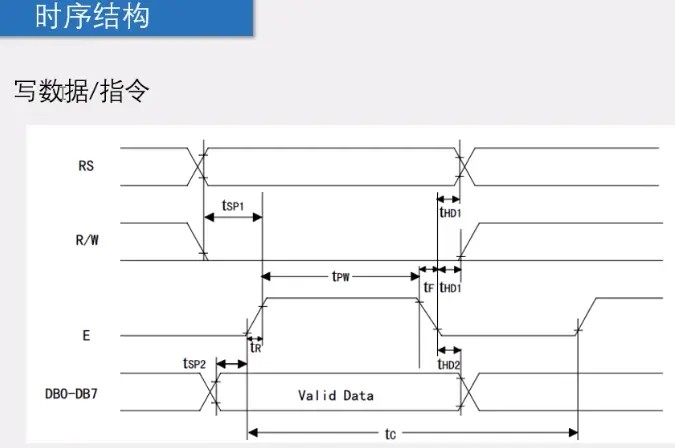 时序结构
写数据/指令
RS
tSP1
tHD1
R/W
tPW
tF
tHD1
E
tR
tSP2
tHD2
DB0-DB7
Valid Data
tC